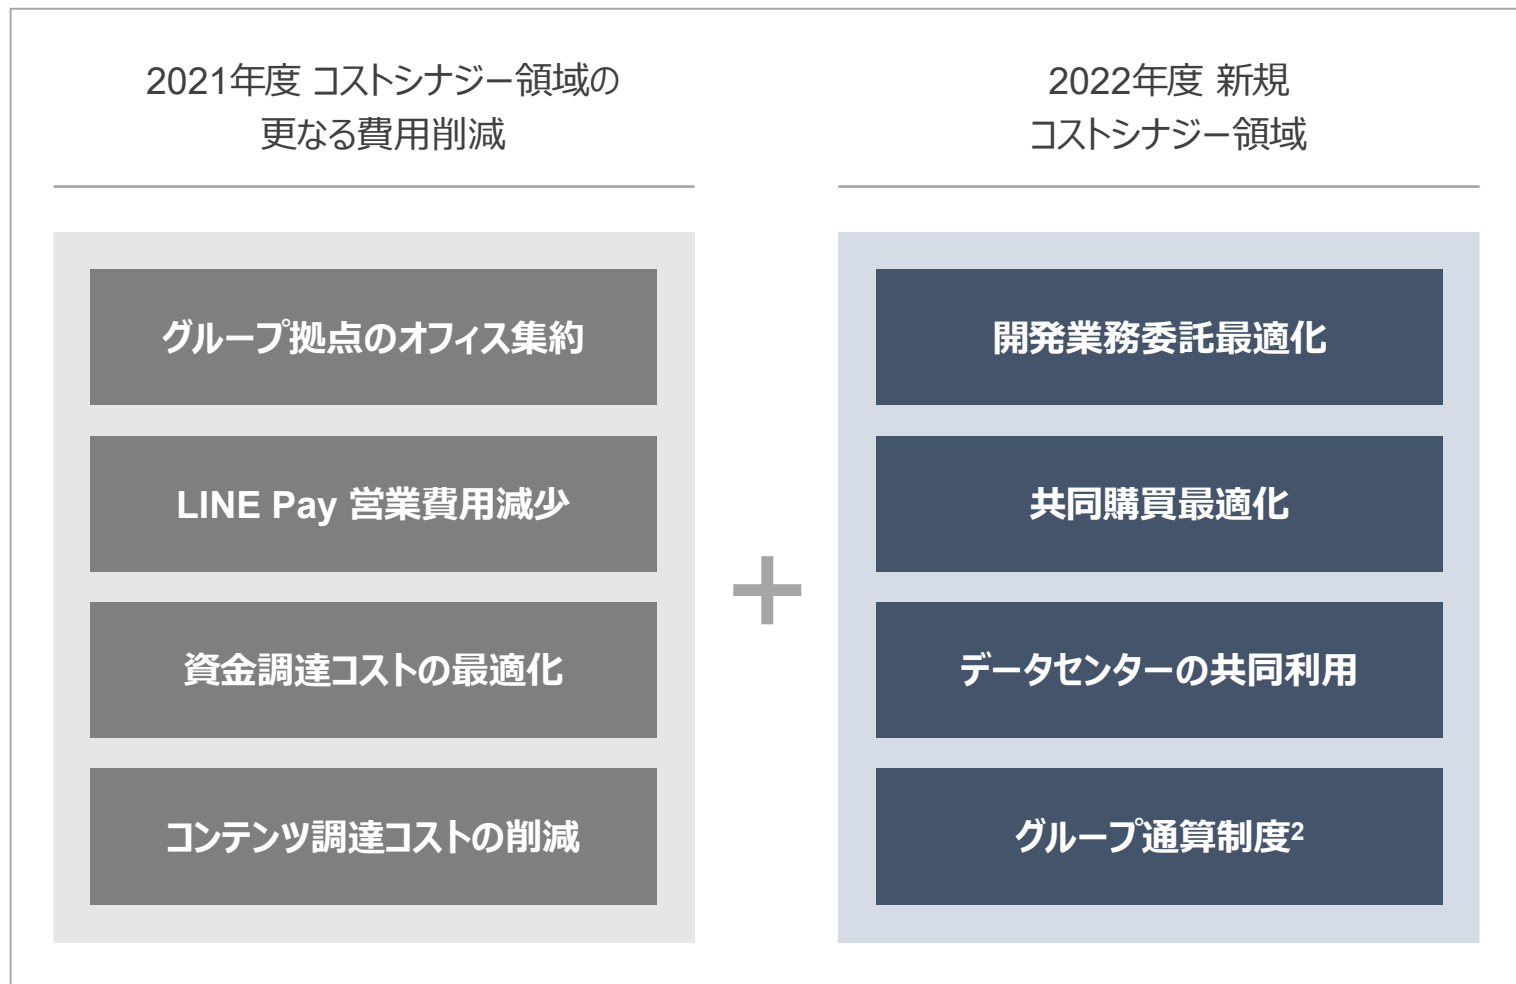 2021年度 コストシナジー領域の
更なる費用削減
グループ拠点のオフィス集約
LINE Pay 営業費用減少
資金調達コストの最適化
コンテンツ調達コストの削減
+
2022年度 新規
コストシナジー領域
開発業務委託最適化
共同購買最適化
データセンターの共同利用
グループ通算制度2